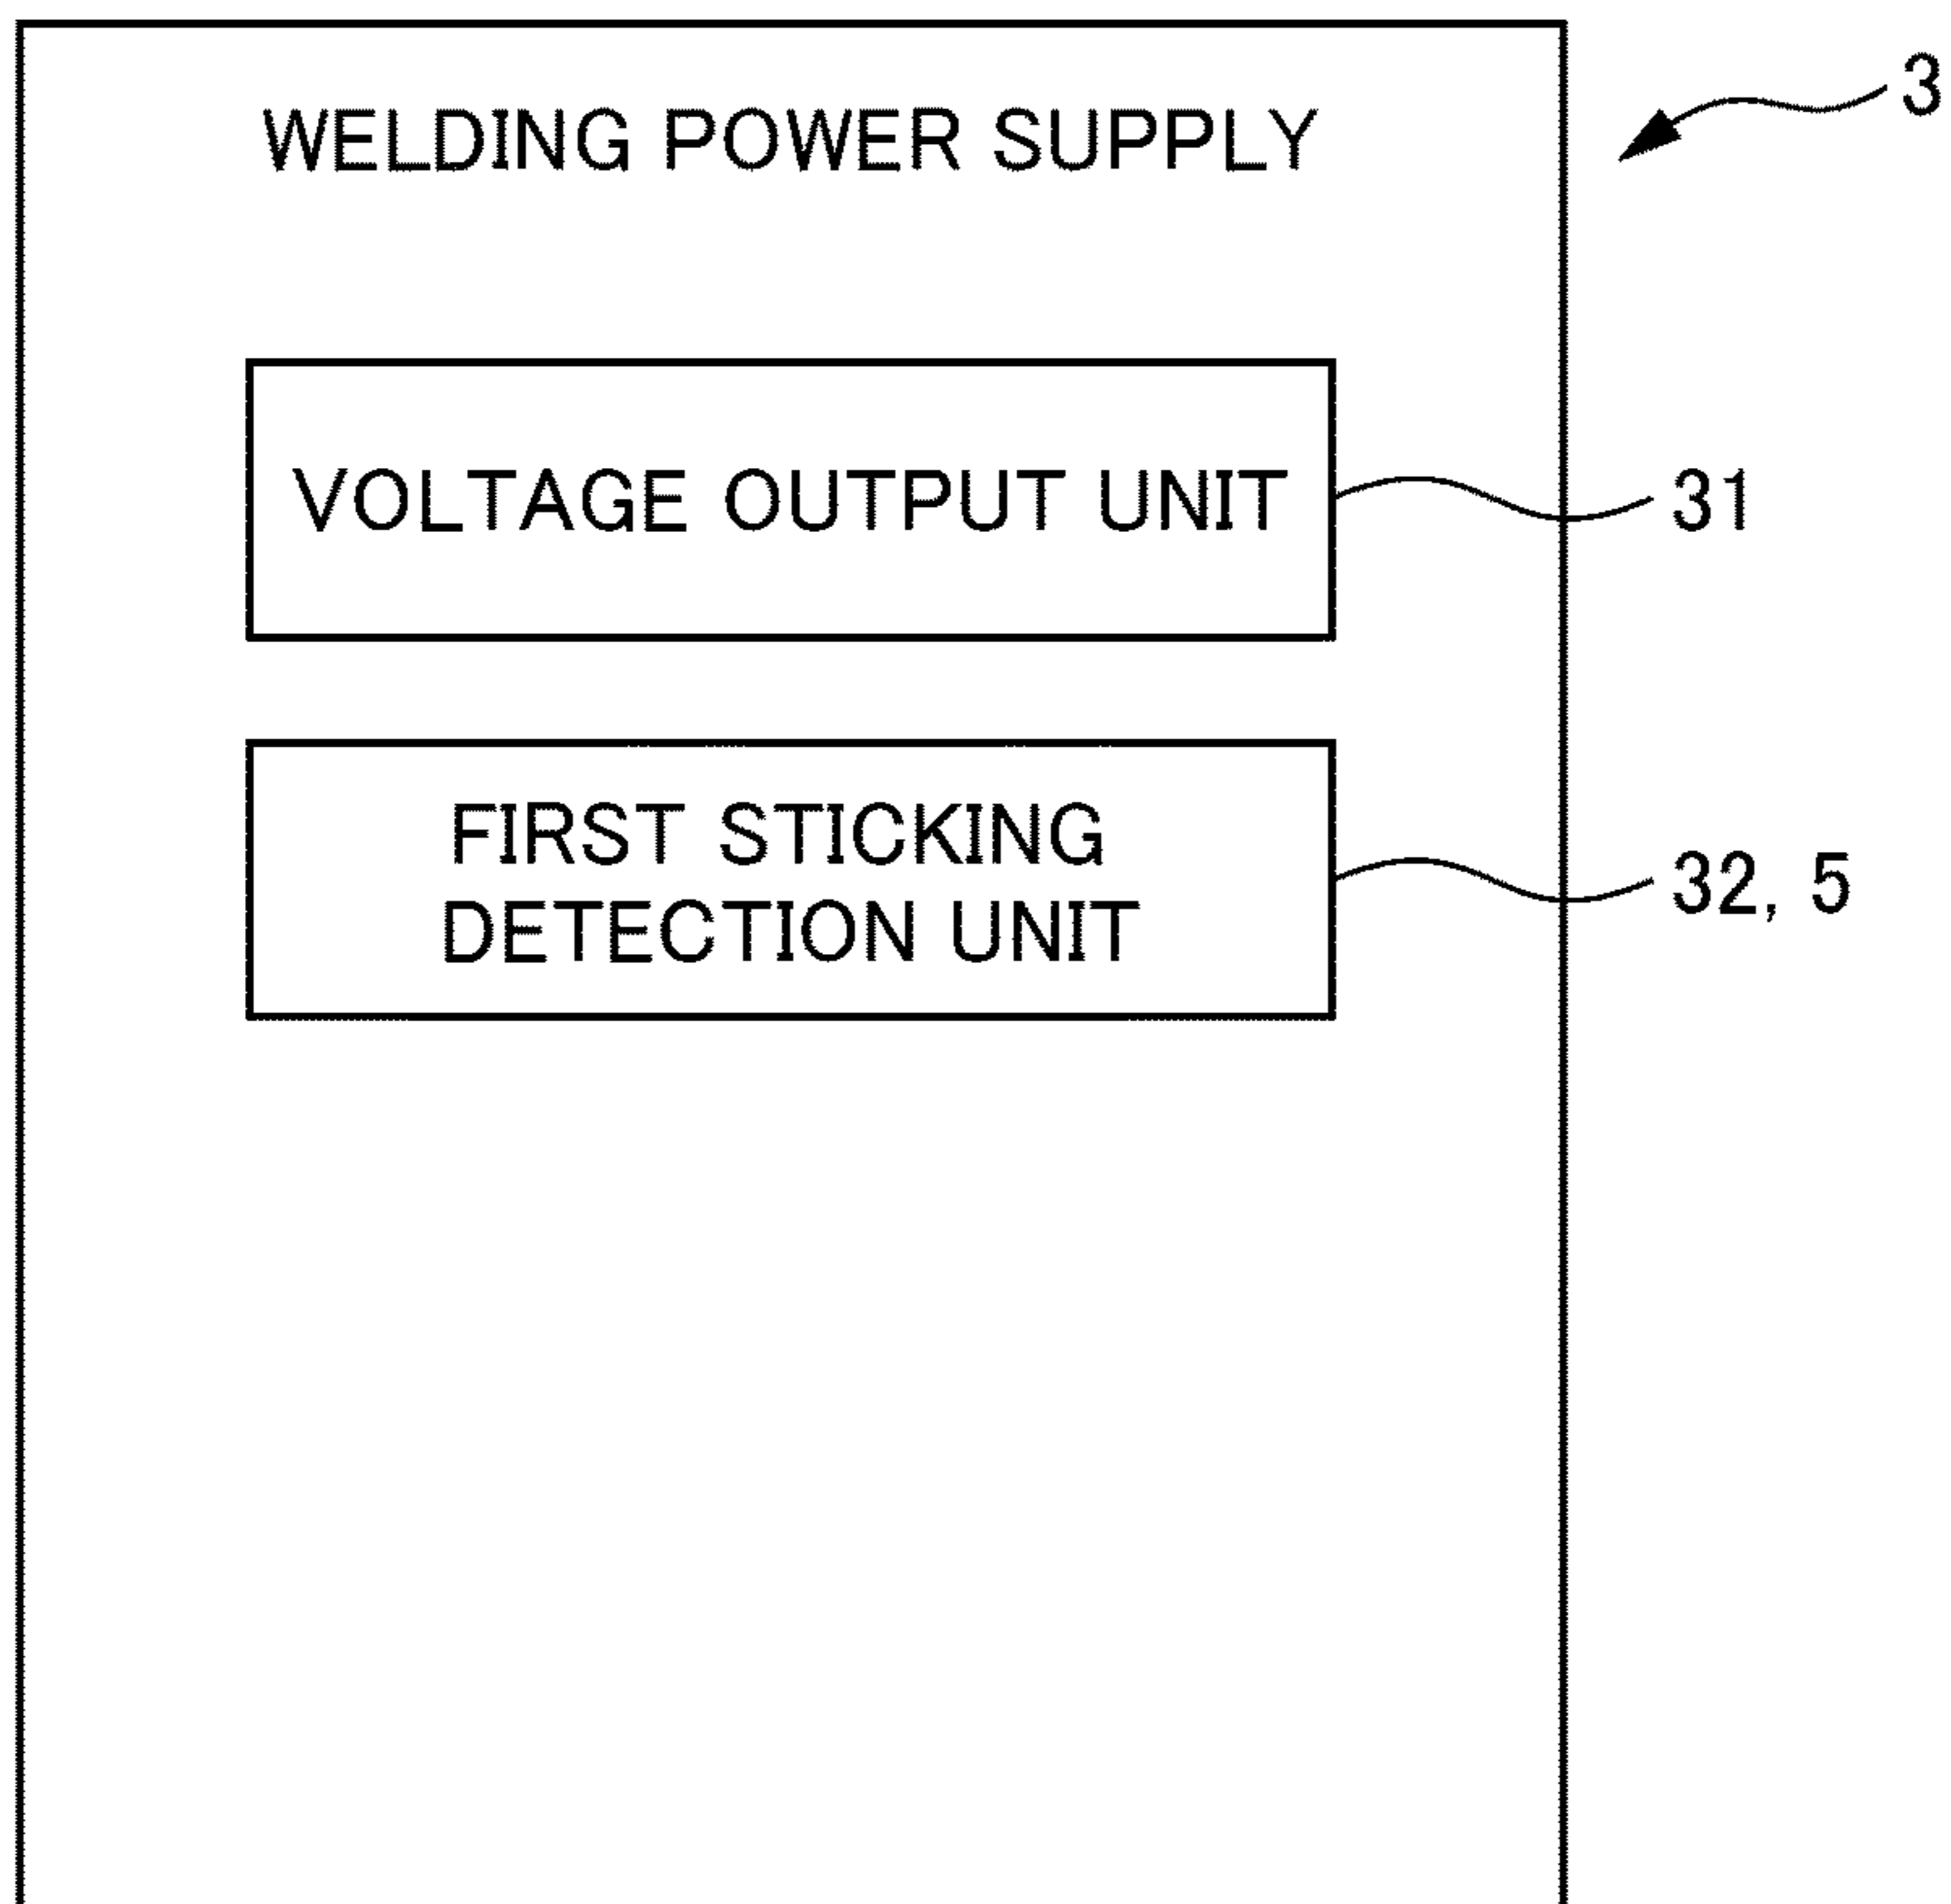 WELDING POWER SUPPLY
3
VOLTAGE OUTPUT UNIT
31
FIRST STICKING
DETECTION UNIT
32, 5